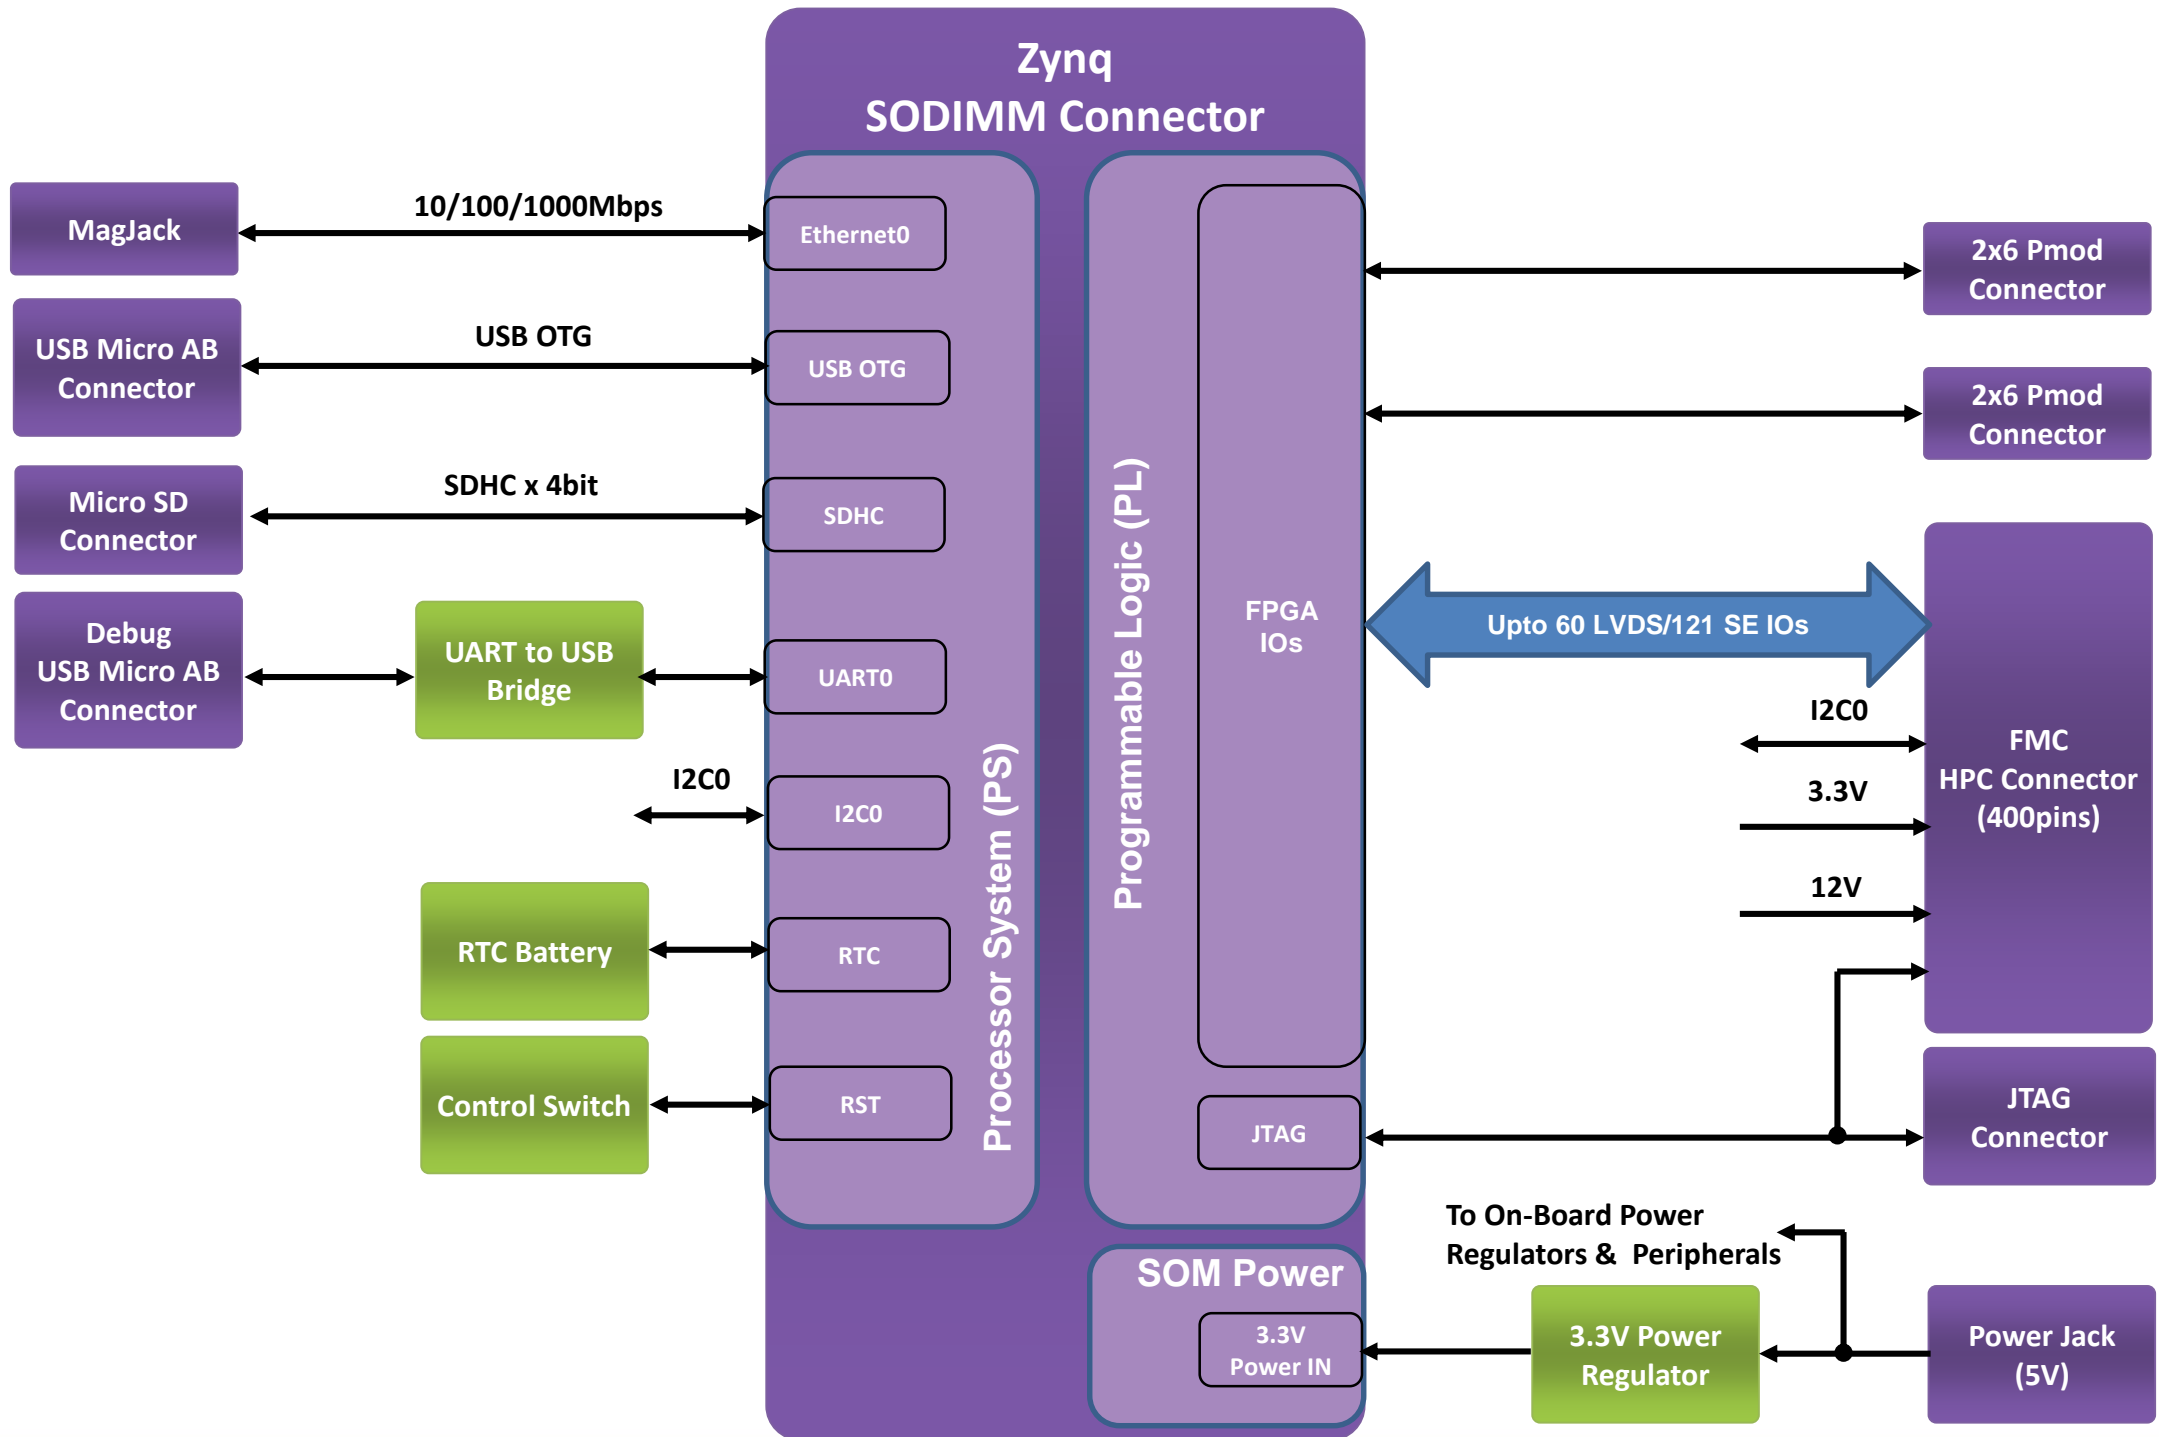 Zynq
SODIMM Connector
MagJack
10/100/1000Mbps
Ethernet0
USB Micro AB
Connector
USB OTG
USB OTG
Micro SD
Connector
SDHC x 4bit
SDHC
Debug
USB Micro AB
Connector
UART to USB
Bridge
UART0
I2C0
I2C0
RTC Battery
RTC
Control Switch
RST
Processor System (PS)
Programmable Logic (PL)
FPGA
IOs
JTAG
2x6 Pmod
Connector
2x6 Pmod
Connector
Upto 60 LVDS/121 SE IOs
I2C0
3.3V
12V
FMC
HPC Connector
(400pins)
JTAG
Connector
To On-Board Power
Regulators &  Peripherals
SOM Power
3.3V
Power IN
3.3V Power
Regulator
Power Jack
(5V)